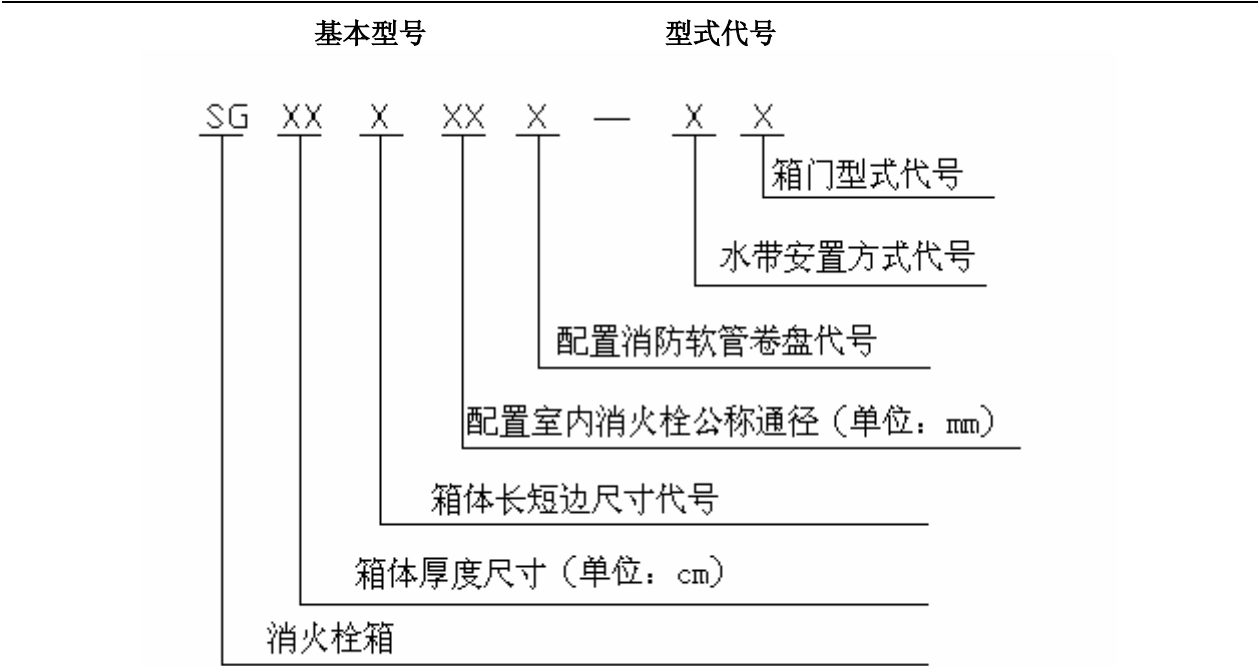 基本型号 型式代号
SG XX X XX X — X X
箱门型式代号
水带安置方式代号
配置消防软管卷盘代号
配置室内消火栓公称通径（单位：mm）
箱体长短边尺寸代号
箱体厚度尺寸（单位：cm）
消火栓箱